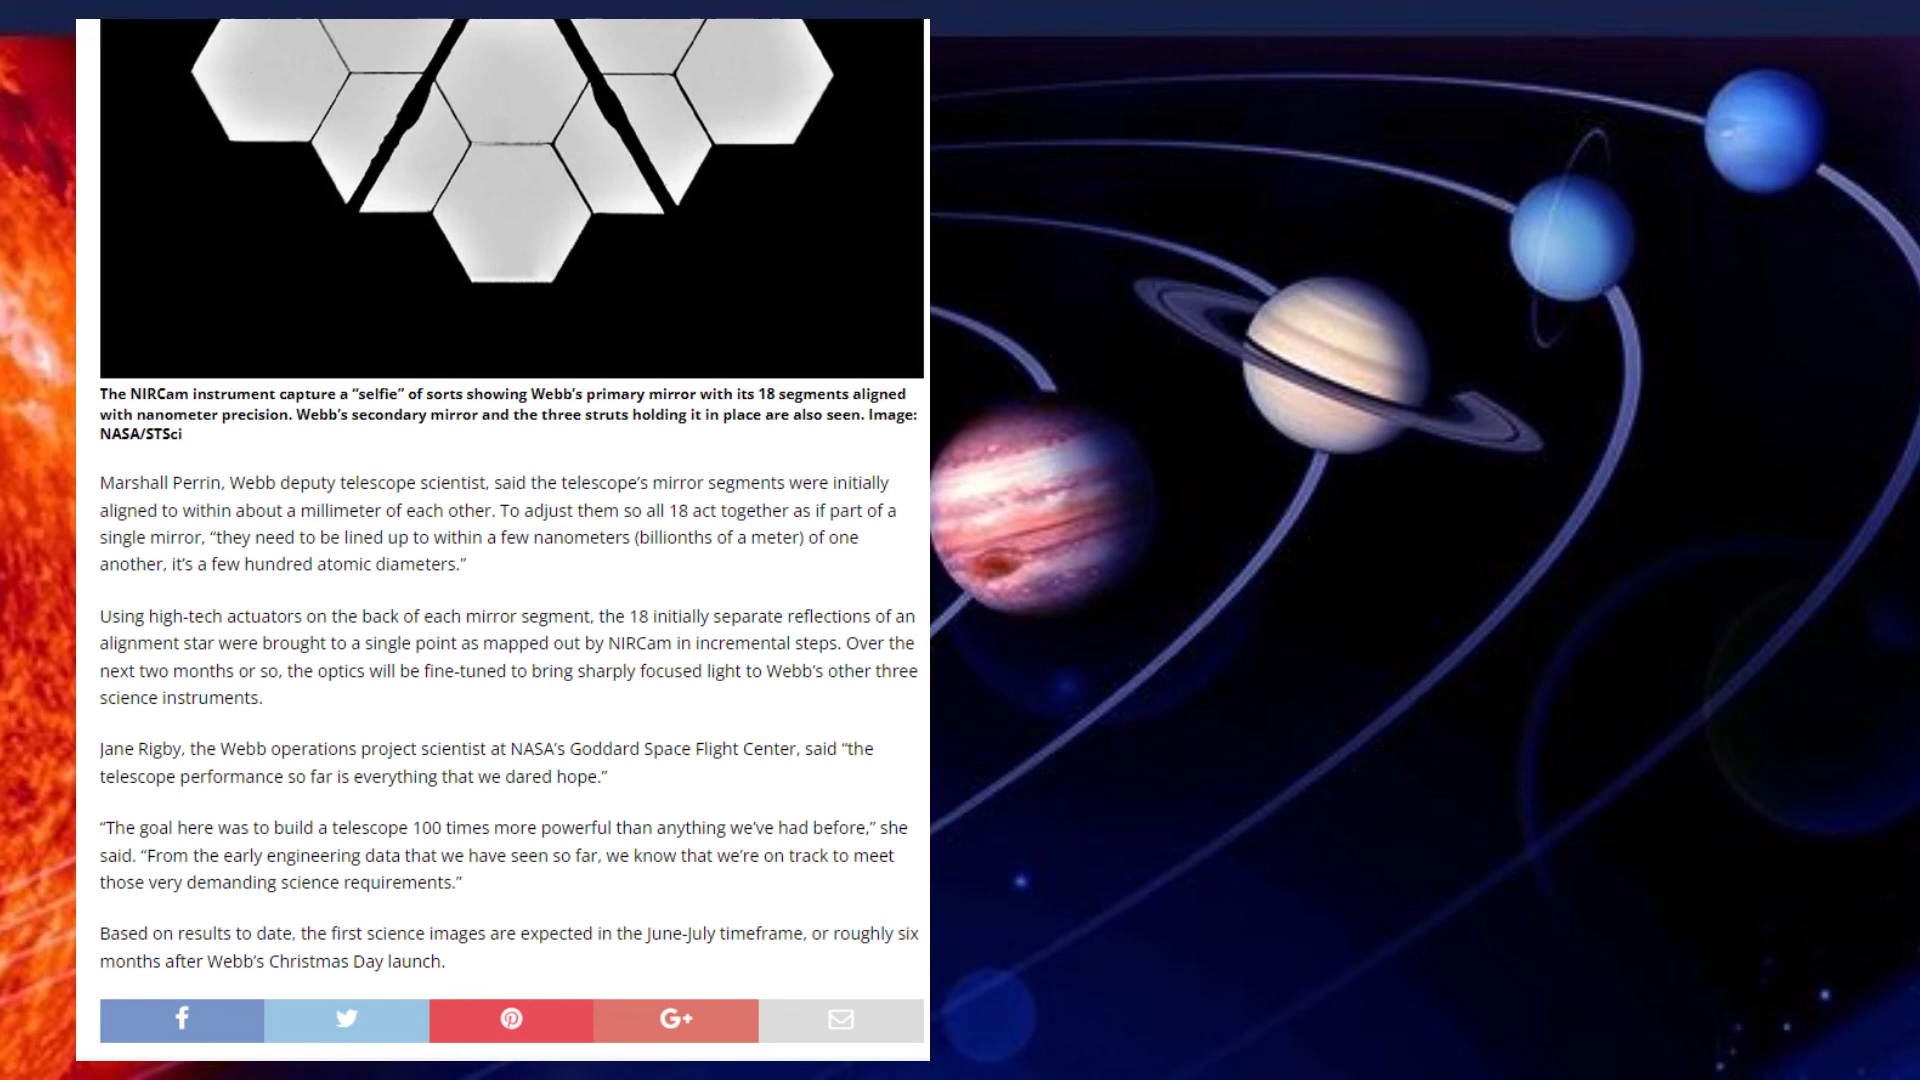 The NIRCam instrument capture a “selfie” of sorts showing Webb’s primary mirror with its 18 segments aligned
with nanometer precision. Webb’s secondary mirror and the three struts holding it in place are also seen. Image:
NASA/STSci
Marshall Perrin, Webb deputy telescope scientist, said the telescope’s mirror segments were initially
aligned to within about a millimeter of each other. To adjust them so all 18 act together as if part of a
single mirror, “they need to be lined up to within a few nanometers (billionths of a meter) of one
another, it’s a few hundred atomic diameters.”
Using high-tech actuators on the back of each mirror segment, the 18 initially separate reflections of an
alignment star were brought to a single point as mapped out by NIRCam in incremental steps. Over the
next two months or so, the optics will be fine-tuned to bring sharply focused light to Webb’s other three
science instruments.
Jane Rigby, the Webb operations project scientist at NASA’s Goddard Space Flight Center, said “the
telescope performance so far is everything that we dared hope.”
“The goal here was to build a telescope 100 times more powerful than anything we’ve had before,” she
said. “From the early engineering data that we have seen so far, we know that we’re on track to meet
those very demanding science requirements.”
Based on results to date, the first science images are expected in the June-July timeframe, or roughly six
months after Webb’s Christmas Day launch.
G+